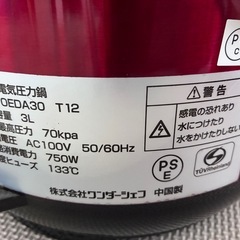 電気圧力鍋
OEDA30 T12
容量 3L
最高圧力 70kpa
電圧 AC100V 50/60Hz
消費電力 750W
温度ヒューズ 133℃
株式会社ワンダーシェフ
中国製
警告
感電の恐れあり
水につけたり
水をかけたりしない
PS
E